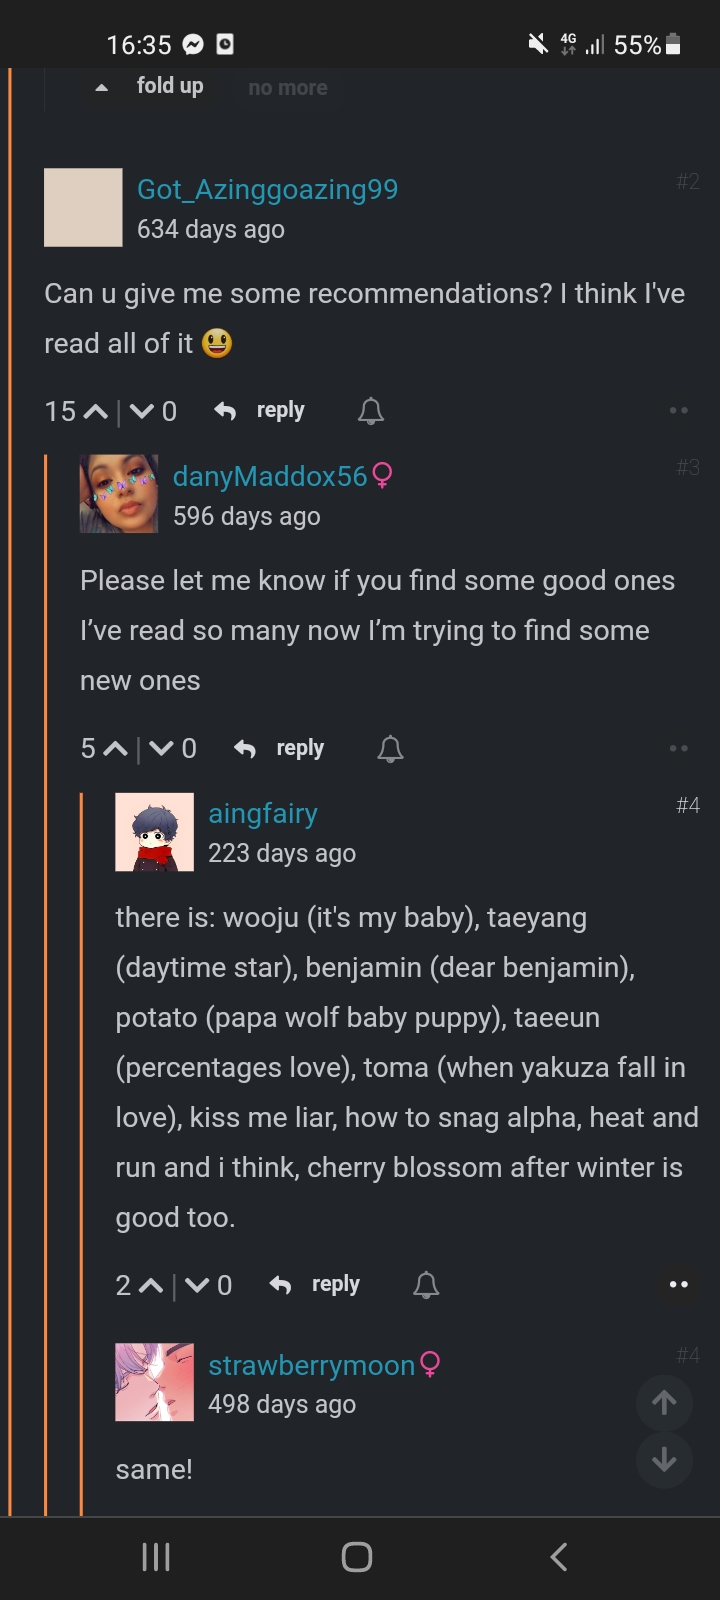 16:35 4G 55%
fold up no more
Got_Azinggoazing99 #2
634 days ago
Can u give me some recommendations? I think I've
read all of it 😃
15 | 0 reply
danyMaddox56♀ #3
596 days ago
Please let me know if you find some good ones
I’ve read so many now I’m trying to find some
new ones
5 | 0 reply
aingfairy #4
223 days ago
there is: wooju (it's my baby), taeyang
(daytime star), benjamin (dear benjamin),
potato (papa wolf baby puppy), taeeun
(percentages love), toma (when yakuza fall in
love), kiss me liar, how to snag alpha, heat and
run and i think, cherry blossom after winter is
good too.
2 | 0 reply
strawberrymoon♀ #4
498 days ago
same!